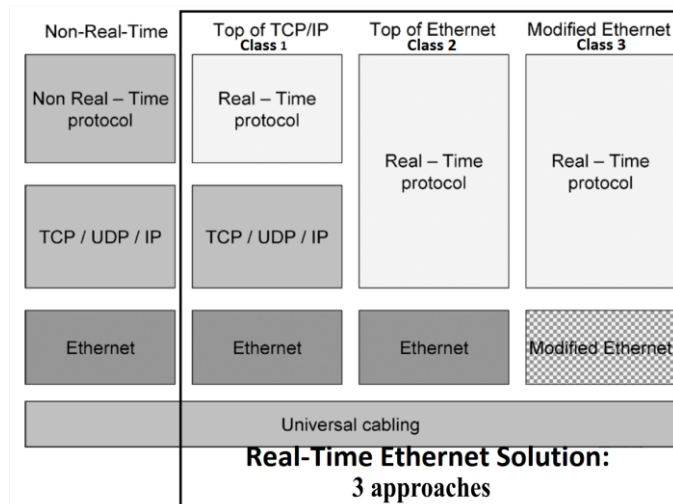 Non-Real-Time
Top of TCP/IP
Class 1
Top of Ethernet
Class 2
Modified Ethernet
Class 3
Non Real – Time
protocol
Real – Time
protocol
Real – Time
protocol
Real – Time
protocol
TCP / UDP / IP
TCP / UDP / IP
Ethernet
Ethernet
Ethernet
Modified Ethernet
Universal cabling
Real-Time Ethernet Solution:
3 approaches